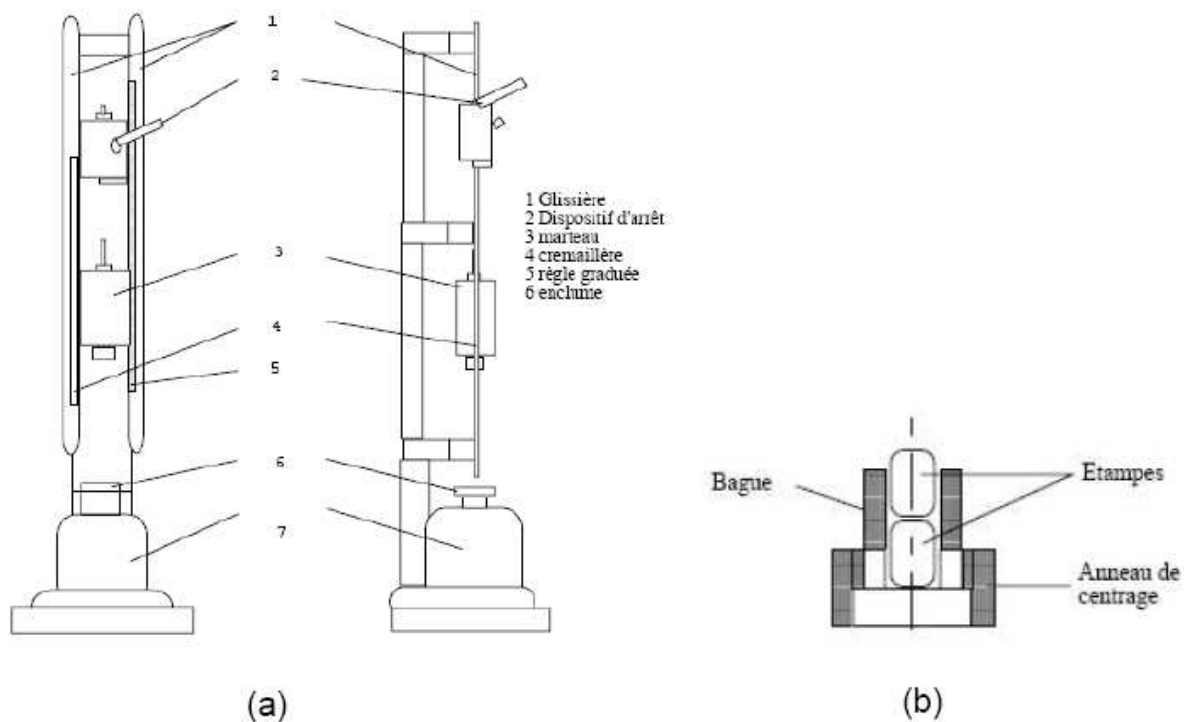 1
2
3
4
5
6
7
1 Glissière
2 Dispositif d'arrêt
3 marteau
4 cremaillère
5 règle graduée
6 enclume
Bague
Etampes
Anneau de
centrage
(a)
(b)